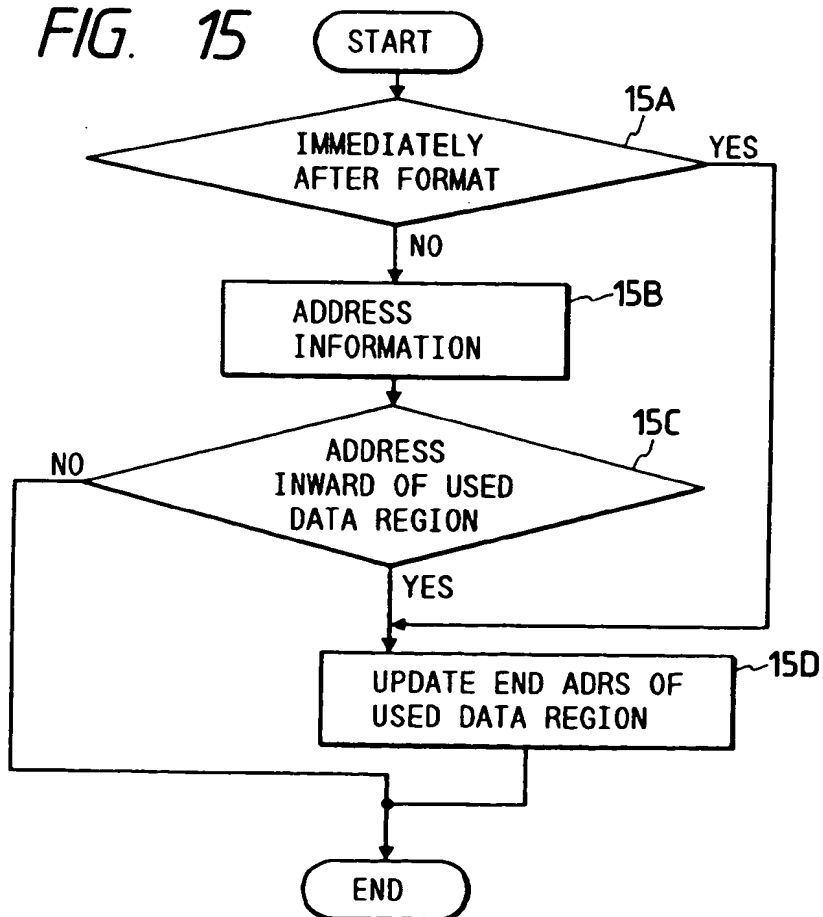 FIG. 15
START
15A
IMMEDIATELY
AFTER FORMAT
YES
NO
15B
ADDRESS
INFORMATION
15C
NO
ADDRESS
INWARD OF USED
DATA REGION
YES
15D
UPDATE END ADRS OF
USED DATA REGION
END